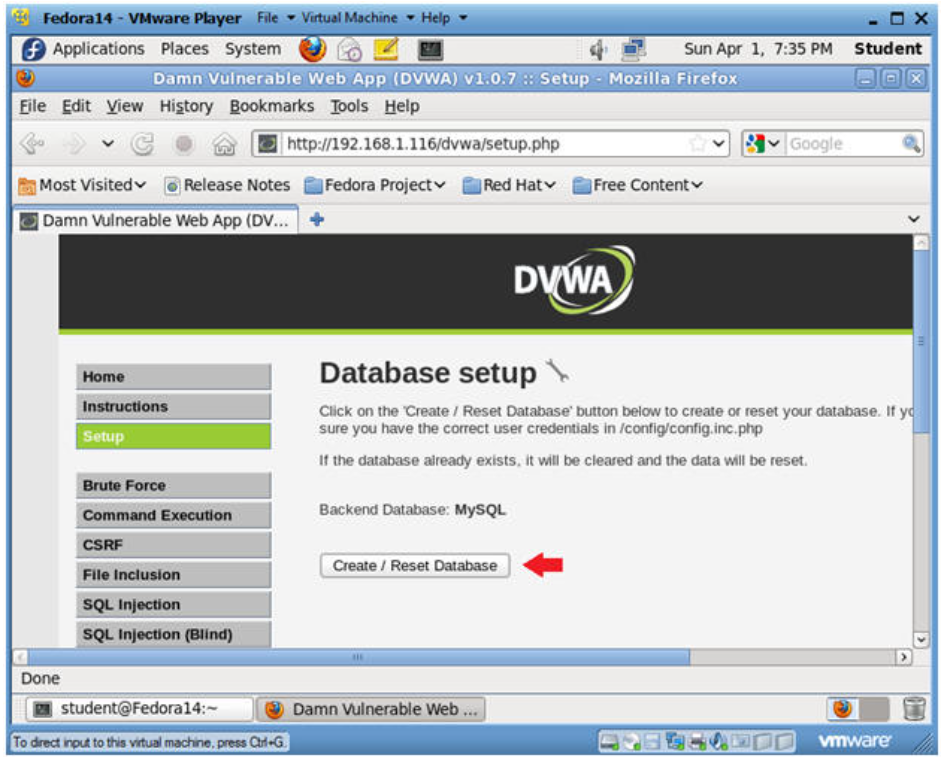 Fedora14 - VMware Player File Virtual Machine Help
Applications Places System Sun Apr 1, 7:35 PM Student
Damn Vulnerable Web App (DVWA) v1.0.7 :: Setup - Mozilla Firefox
File Edit View History Bookmarks Tools Help
http://192.168.1.116/dvwa/setup.php Google
Most Visited Release Notes Fedora Project Red Hat Free Content
Damn Vulnerable Web App (DV...
DVWA
Home
Instructions
Setup
Brute Force
Command Execution
CSRF
File Inclusion
SQL Injection
SQL Injection (Blind)
Database setup
Click on the 'Create / Reset Database' button below to create or reset your database. If yo
sure you have the correct user credentials in /config/config.inc.php
If the database already exists, it will be cleared and the data will be reset.
Backend Database: MySQL
Create / Reset Database
Done
student@Fedora14:~ Damn Vulnerable Web ...
To direct input to this virtual machine, press Ctrl+G. vmware